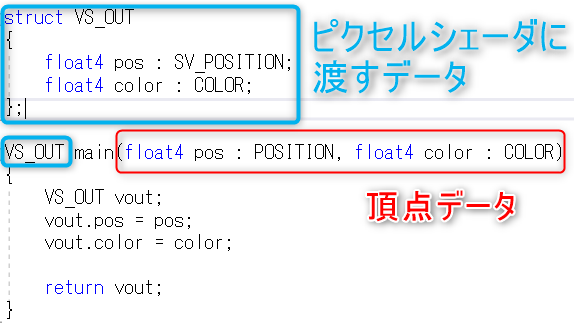 struct VS_OUT
{
    float4 pos : SV_POSITION;
    float4 color : COLOR;
};
ピクセルシェーダに
渡すデータ
VS_OUT main(float4 pos : POSITION, float4 color : COLOR)
{
    VS_OUT vout;
    vout.pos = pos;
    vout.color = color;
    return vout;
}
頂点データ